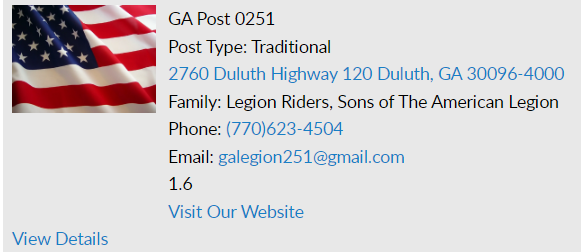 GA Post 0251
Post Type: Traditional
2760 Duluth Highway 120 Duluth, GA 30096-4000
Family: Legion Riders, Sons of The American Legion
Phone: (770)623-4504
Email: galegion251@gmail.com
1.6
Visit Our Website
View Details